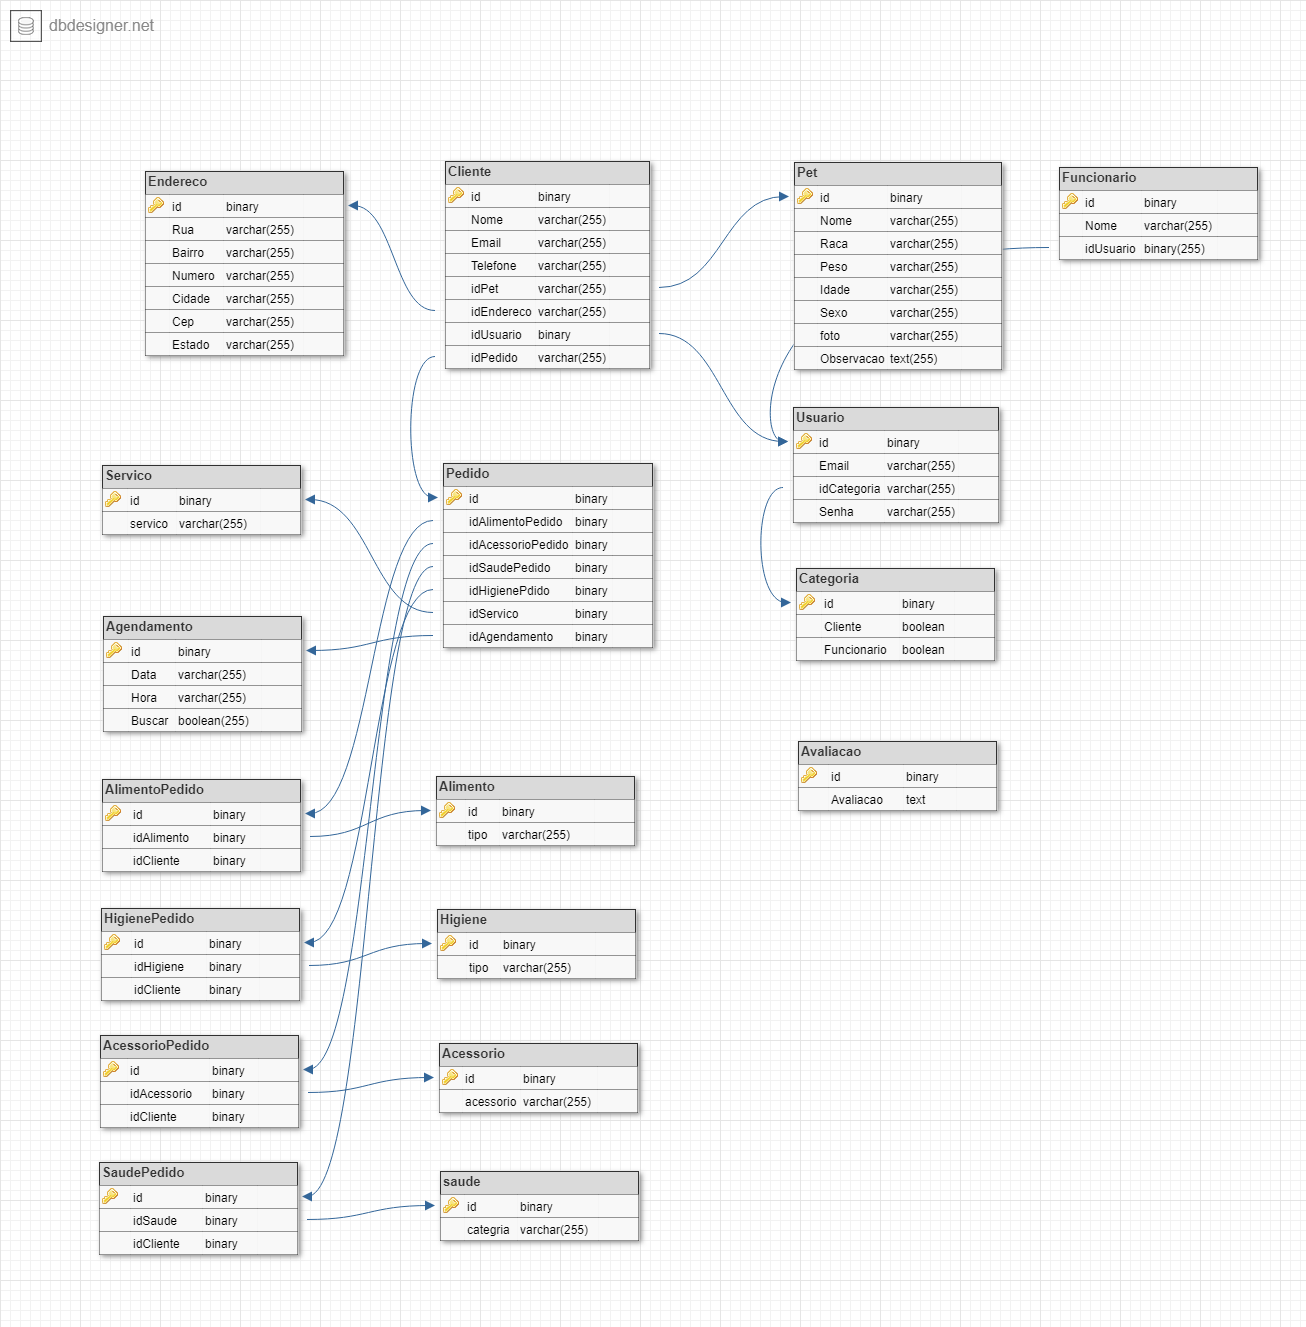 dbdesigner.net
Endereco
id binary
Rua varchar(255)
Bairro varchar(255)
Numero varchar(255)
Cidade varchar(255)
Cep varchar(255)
Estado varchar(255)
Cliente
id binary
Nome varchar(255)
Email varchar(255)
Telefone varchar(255)
idPet varchar(255)
idEndereco varchar(255)
idUsuario binary
idPedido varchar(255)
Pet
id binary
Nome varchar(255)
Raca varchar(255)
Peso varchar(255)
Idade varchar(255)
Sexo varchar(255)
foto varchar(255)
Observacao text(255)
Funcionario
id binary
Nome varchar(255)
idUsuario binary(255)
Usuario
id binary
Email varchar(255)
idCategoria varchar(255)
Senha varchar(255)
Servico
id binary
servico varchar(255)
Pedido
id binary
idAlimentoPedido binary
idAcessorioPedido binary
idSaudePedido binary
idHigienePdido binary
idServico binary
idAgendamento binary
Categoria
id binary
Cliente boolean
Funcionario boolean
Agendamento
id binary
Data varchar(255)
Hora varchar(255)
Buscar boolean(255)
Avaliacao
id binary
Avaliacao text
AlimentoPedido
id binary
idAlimento binary
idCliente binary
Alimento
id binary
tipo varchar(255)
HigienePedido
id binary
idHigiene binary
idCliente binary
Higiene
id binary
tipo varchar(255)
AcessorioPedido
id binary
idAcessorio binary
idCliente binary
Acessorio
id binary
acessorio varchar(255)
SaudePedido
id binary
idSaude binary
idCliente binary
saude
id binary
categria varchar(255)